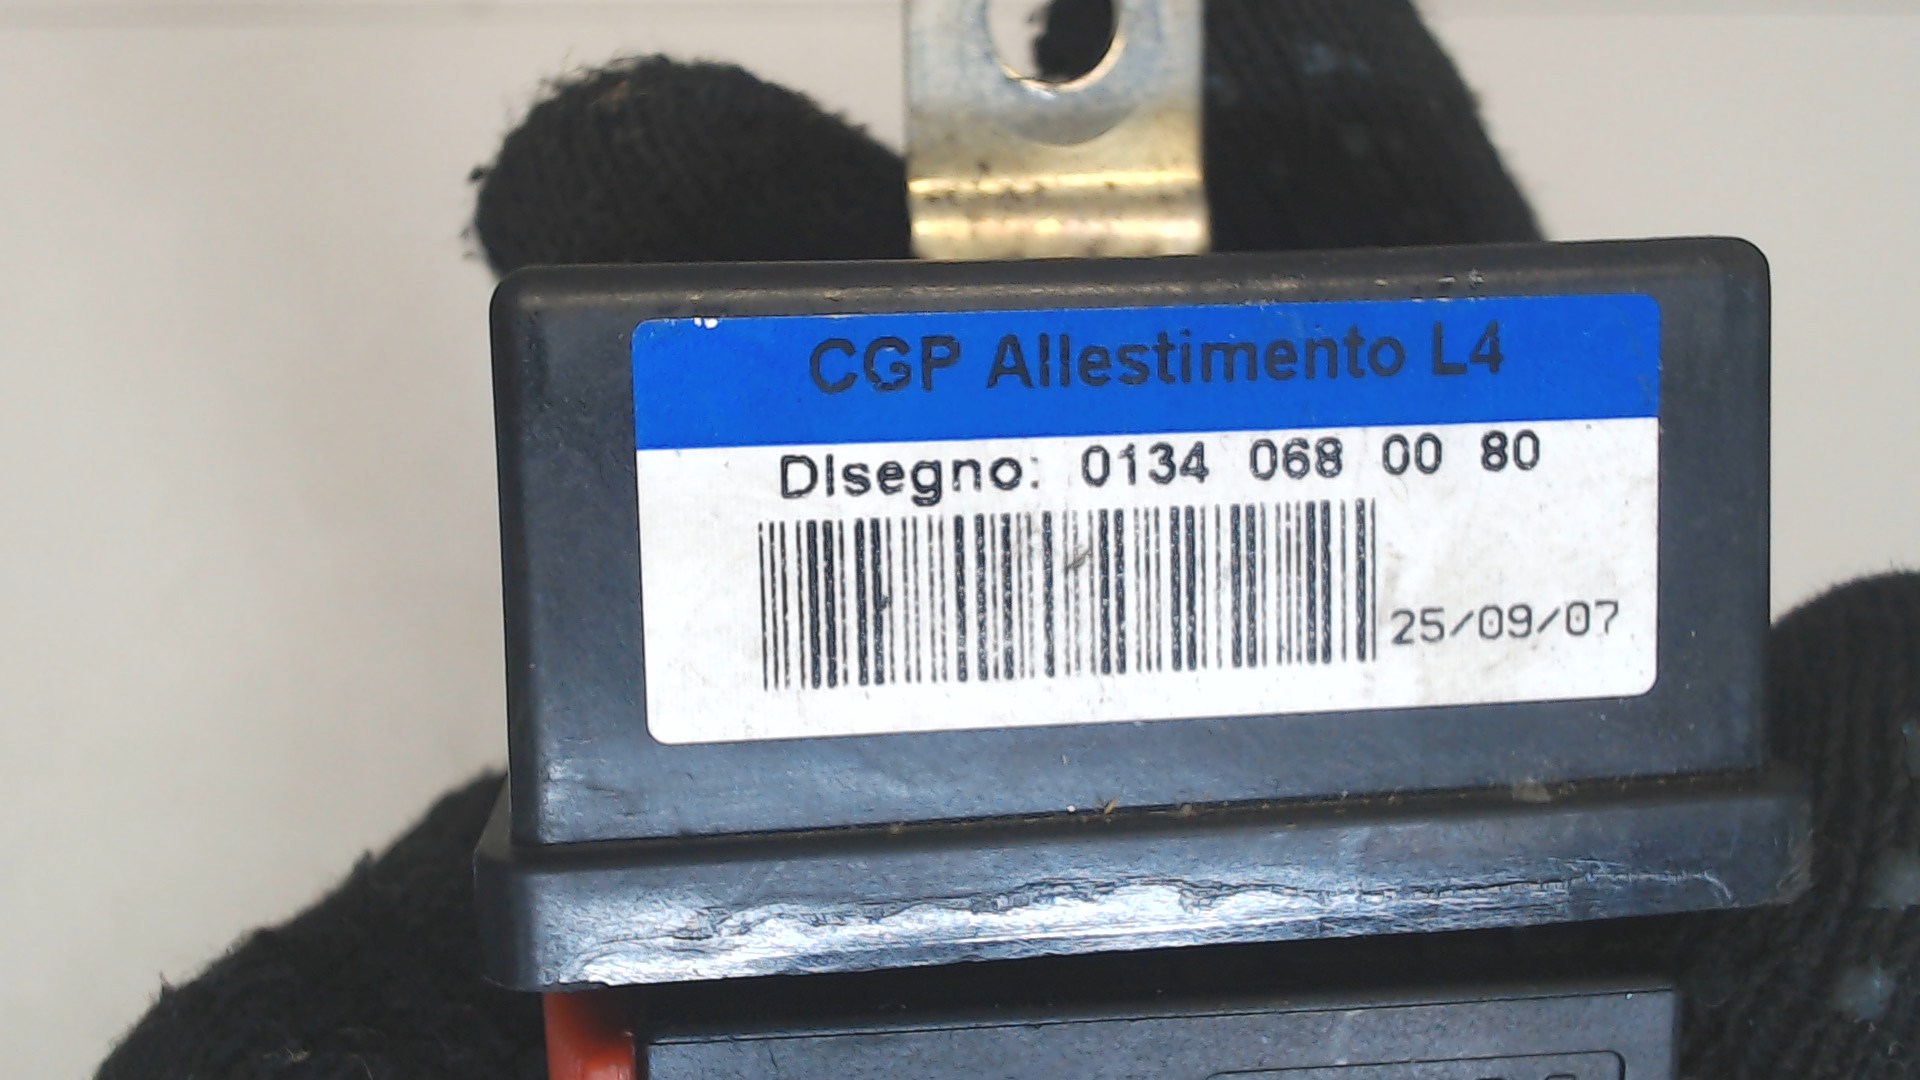 CGP Allestimento L4
DIsegno: 0134 068 00 80
25/09/07